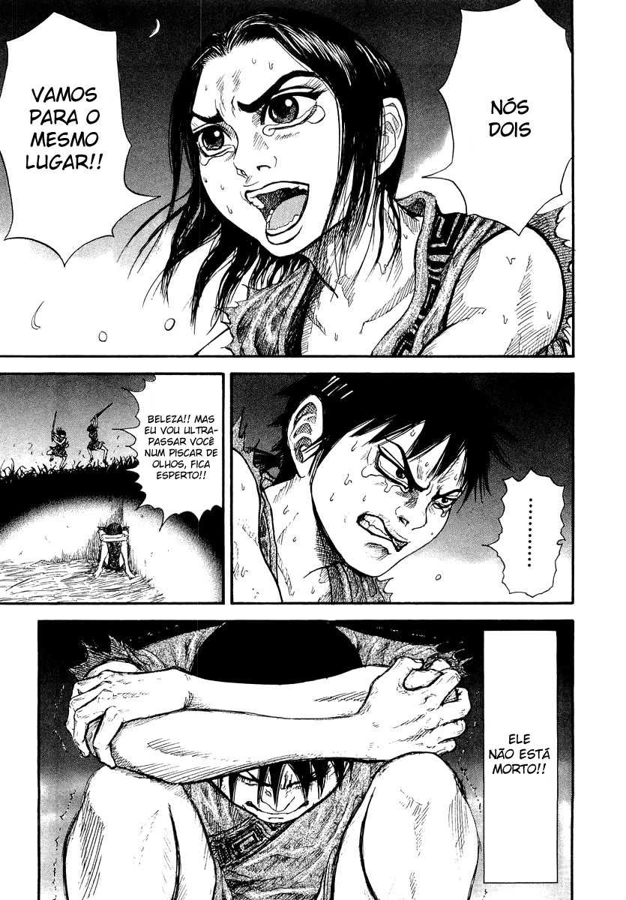 NÓS
DOIS
VAMOS
PARA O
MESMO
LUGAR!!
..........
BELEZA!! MAS
EU VOU ULTRA-
PASSAR VOCÊ
NUM PISCAR DE
OLHOS, FICA
ESPERTO!!
ELE
NÃO ESTÁ
MORTO!!